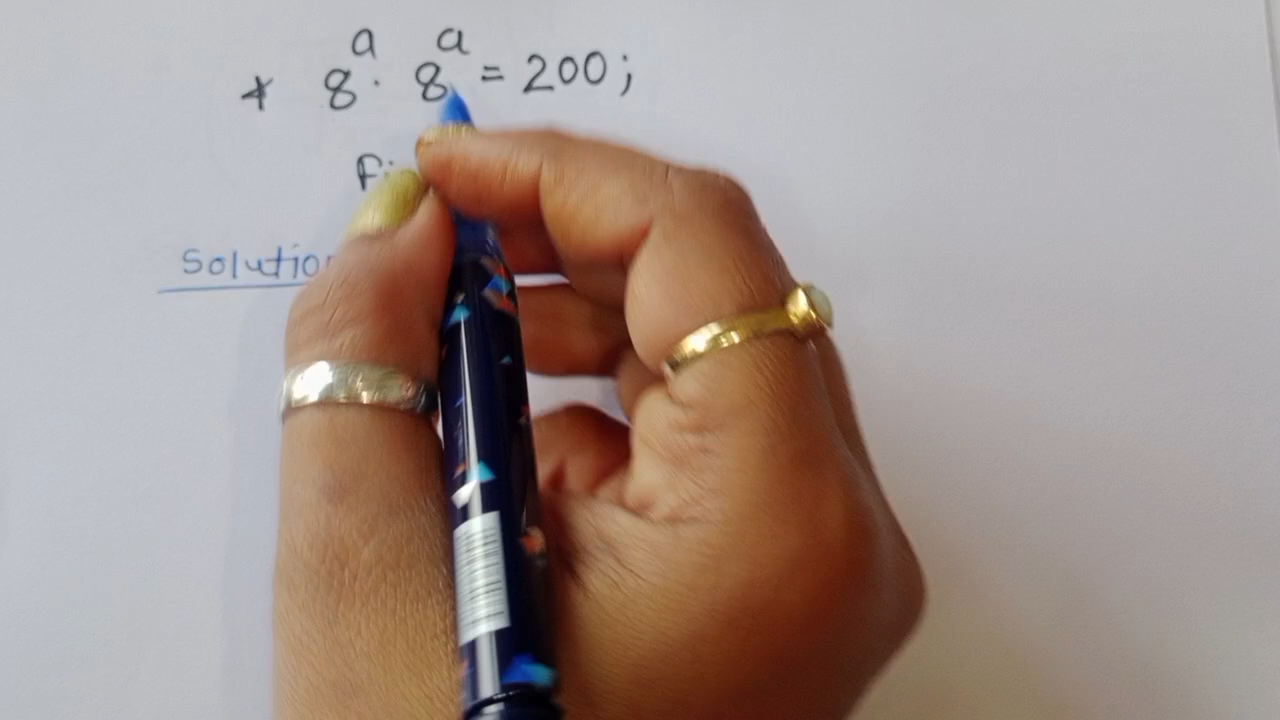 * 8^a · 8^a = 200;
Solution